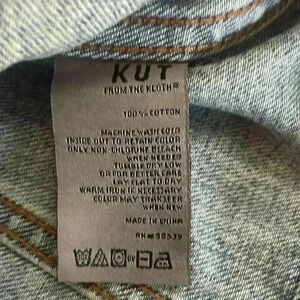 KUT
FROM THE KLOTH®
100% COTTON
MACHINE WASH COLD
INSIDE OUT TO RETAIN COLOR
ONLY NON-CHLORINE BLEACH
WHEN NEEDED
TUMBLE DRY LOW
OR FOR BETTER CARE
LAY FLAT TO DRY
WARM IRON IF NECESSARY
COLOR MAY TRANSFER
WHEN NEW
MADE IN CHINA